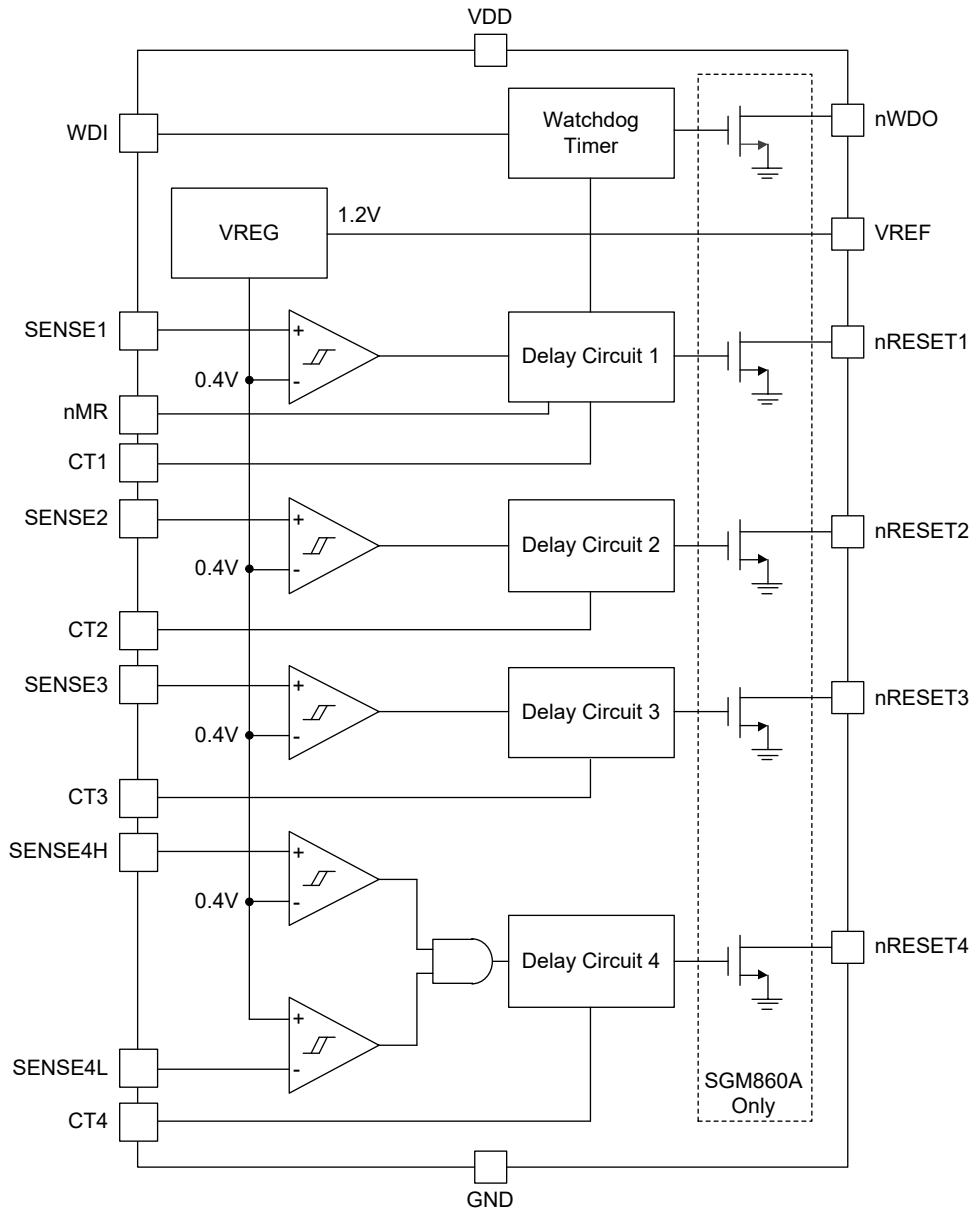 VDD
WDI
Watchdog
Timer
nWDO
VREG
1.2V
VREF
SENSE1
+
0.4V
-
Delay Circuit 1
nRESET1
nMR
CT1
SENSE2
+
0.4V
-
Delay Circuit 2
nRESET2
CT2
SENSE3
+
0.4V
-
Delay Circuit 3
nRESET3
CT3
SENSE4H
+
0.4V
-
Delay Circuit 4
nRESET4
+
-
SENSE4L
CT4
SGM860A
Only
GND